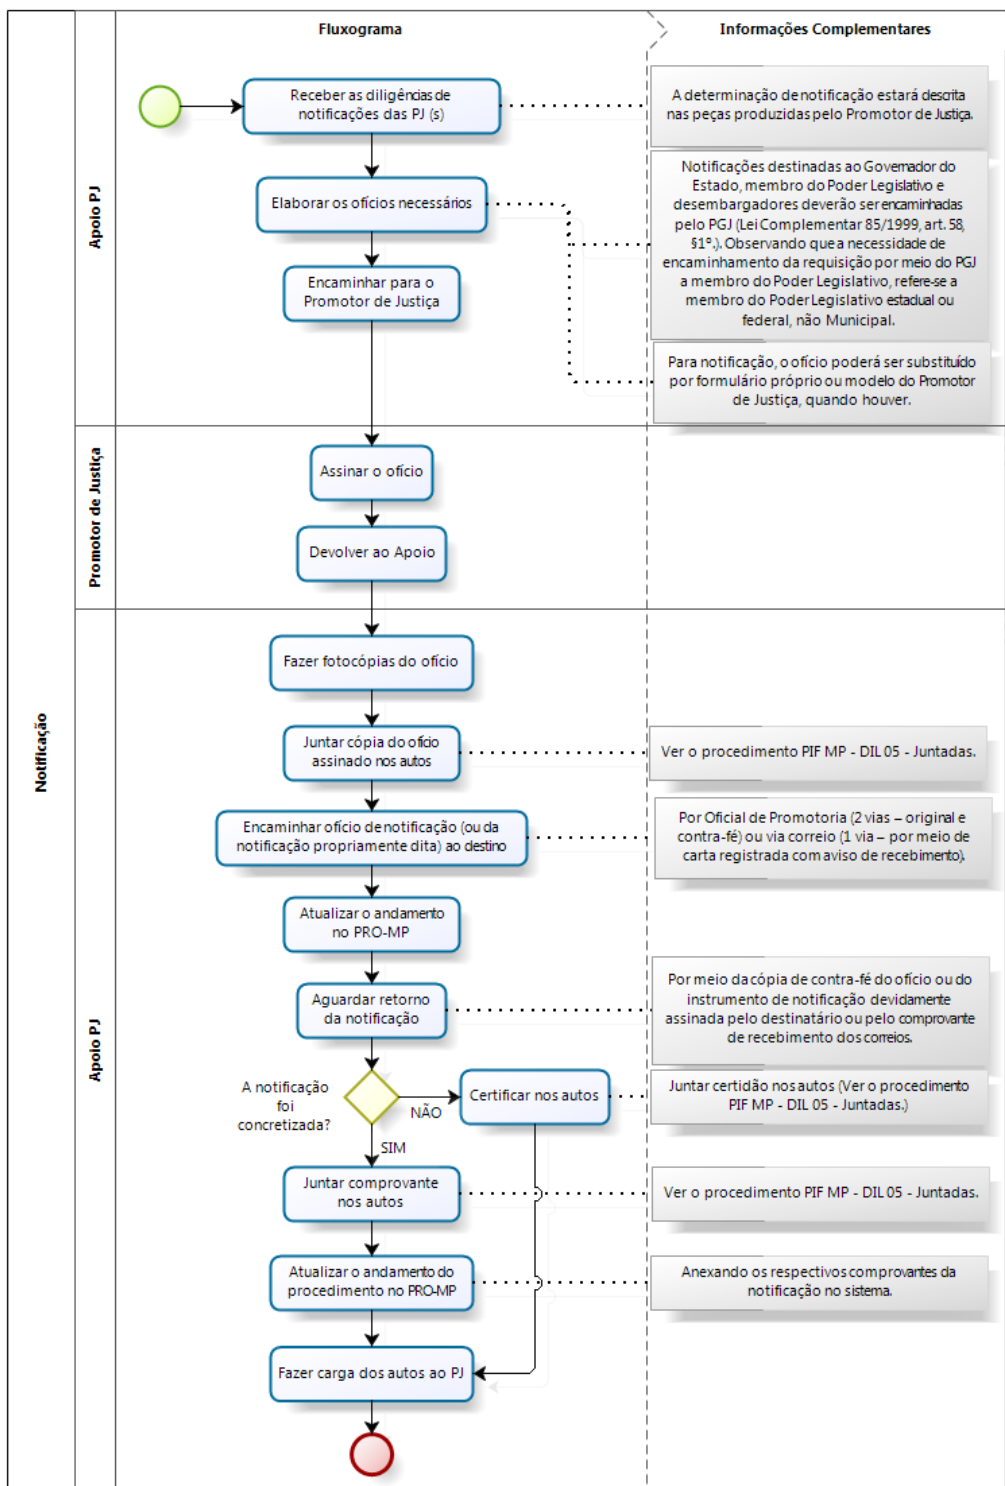 Fluxograma
Informações Complementares
Notificação
Apoio PJ
Receber as diligências de
notificações das PJ (s)
A determinação de notificação estará descrita
nas peças produzidas pelo Promotor de Justiça.
Elaborar os ofícios necessários
Notificações destinadas ao Governador do
Estado, membro do Poder Legislativo e
desembargadores deverão ser encaminhadas
pelo PGJ (Lei Complementar 85/1999, art. 58,
§1º.). Observando que a necessidade de
encaminhamento da requisição por meio do PGJ
a membro do Poder Legislativo, refere-se a
membro do Poder Legislativo estadual ou
federal, não Municipal.
Encaminhar para o
Promotor de Justiça
Para notificação, o ofício poderá ser substituído
por formulário próprio ou modelo do Promotor
de Justiça, quando houver.
Promotor de Justiça
Assinar o ofício
Devolver ao Apoio
Apoio PJ
Fazer fotocópias do ofício
Juntar cópia do ofício
assinado nos autos
Ver o procedimento PIF MP - DIL 05 - Juntadas.
Encaminhar ofício de notificação (ou da
notificação propriamente dita) ao destino
Por Oficial de Promotoria (2 vias – original e
contra-fé) ou via correio (1 via – por meio de
carta registrada com aviso de recebimento).
Atualizar o andamento
no PRO-MP
Aguardar retorno
da notificação
Por meio da cópia de contra-fé do ofício ou do
instrumento de notificação devidamente
assinada pelo destinatário ou pelo comprovante
de recebimento dos correios.
A notificação
foi
concretizada?
NÃO
Certificar nos autos
Juntar certidão nos autos (Ver o procedimento
PIF MP - DIL 05 - Juntadas.)
SIM
Juntar comprovante
nos autos
Ver o procedimento PIF MP - DIL 05 - Juntadas.
Atualizar o andamento do
procedimento no PRO-MP
Anexando os respectivos comprovantes da
notificação no sistema.
Fazer carga dos autos ao PJ